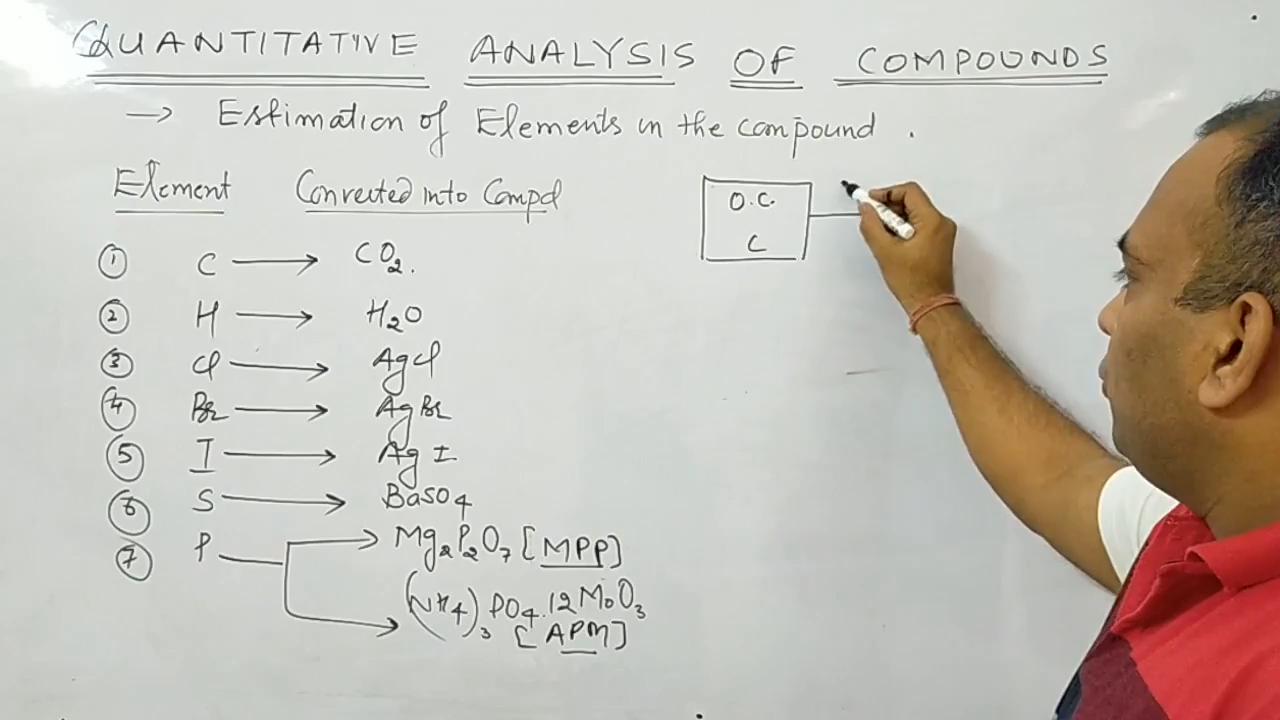 QUANTITATIVE ANALYSIS OF COMPOUNDS
→ Estimation of Elements in the compound .
Element Converted into Compd
① C → CO2.
② H → H2O
③ Cl → AgCl
④ Br → AgBr
⑤ I → AgI
⑥ S → BaSO4
⑦ P → Mg2P2O7 [MPP]
→ (NH4)3PO4.12MoO3
[APM]
O.C.
C